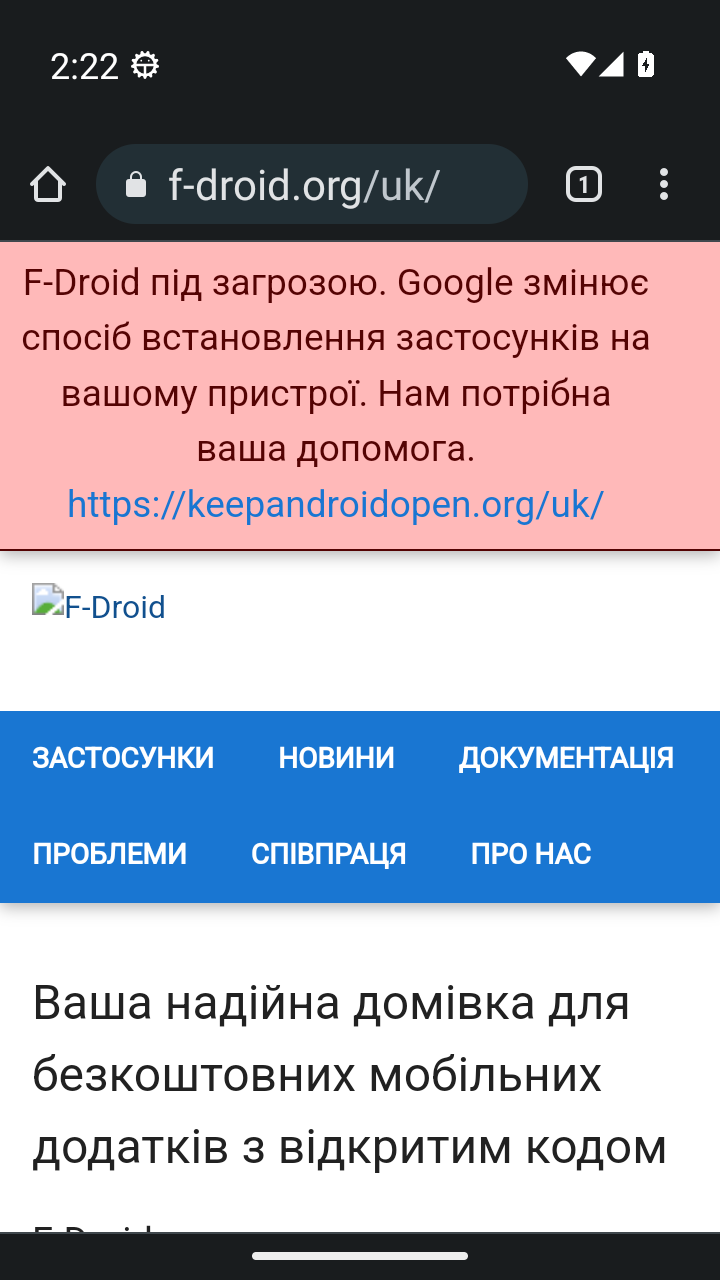 2:22
f-droid.org/uk/
1
F-Droid під загрозою. Google змінює
спосіб встановлення застосунків на
вашому пристрої. Нам потрібна
ваша допомога.
https://keepandroidopen.org/uk/
F-Droid
ЗАСТОСУНКИ НОВИНИ ДОКУМЕНТАЦІЯ
ПРОБЛЕМИ СПІВПРАЦЯ ПРО НАС
Ваша надійна домівка для
безкоштовних мобільних
додатків з відкритим кодом